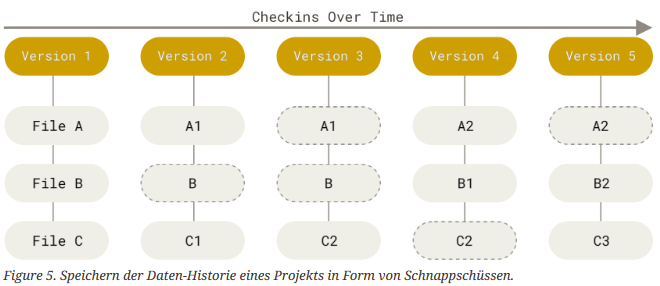 Checkins Over Time
Version 1 Version 2 Version 3 Version 4 Version 5
File A A1 A1 A2 A2
File B B B B1 B2
File C C1 C2 C2 C3
Figure 5. Speichern der Daten-Historie eines Projekts in Form von Schnappschüssen.